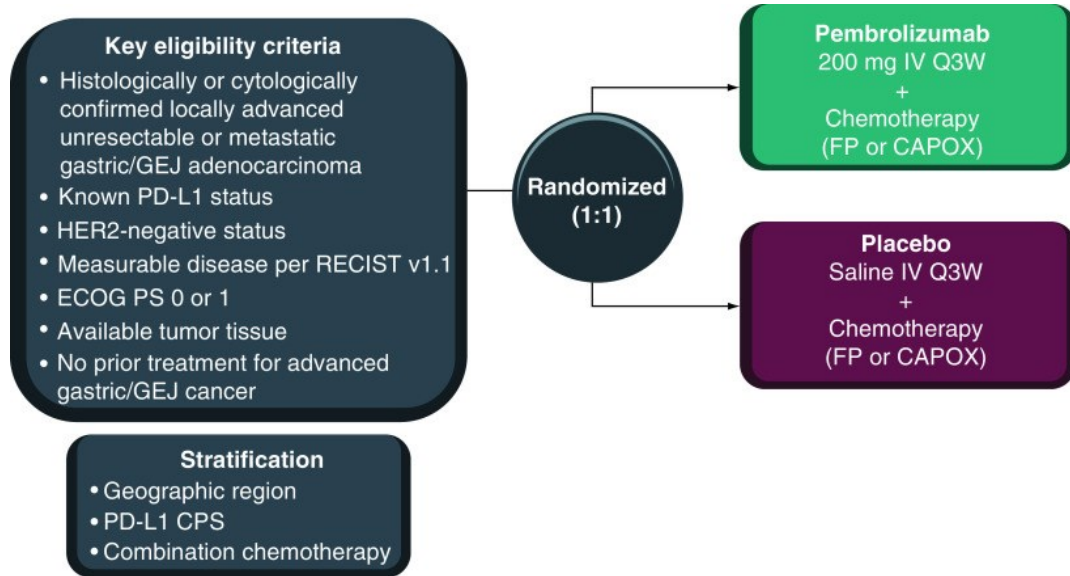 Key eligibility criteria
• Histologically or cytologically
confirmed locally advanced
unresectable or metastatic
gastric/GEJ adenocarcinoma
• Known PD-L1 status
• HER2-negative status
• Measurable disease per RECIST v1.1
• ECOG PS 0 or 1
• Available tumor tissue
• No prior treatment for advanced
gastric/GEJ cancer
Stratification
• Geographic region
• PD-L1 CPS
• Combination chemotherapy
Randomized
(1:1)
Pembrolizumab
200 mg IV Q3W
+
Chemotherapy
(FP or CAPOX)
Placebo
Saline IV Q3W
+
Chemotherapy
(FP or CAPOX)